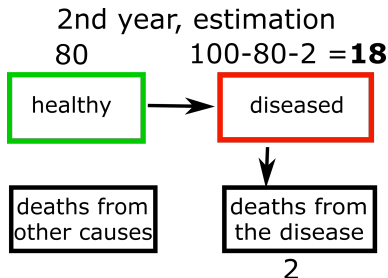 2nd year, estimation
80
100-80-2 =18
healthy
diseased
deaths from
other causes
deaths from
the disease
2